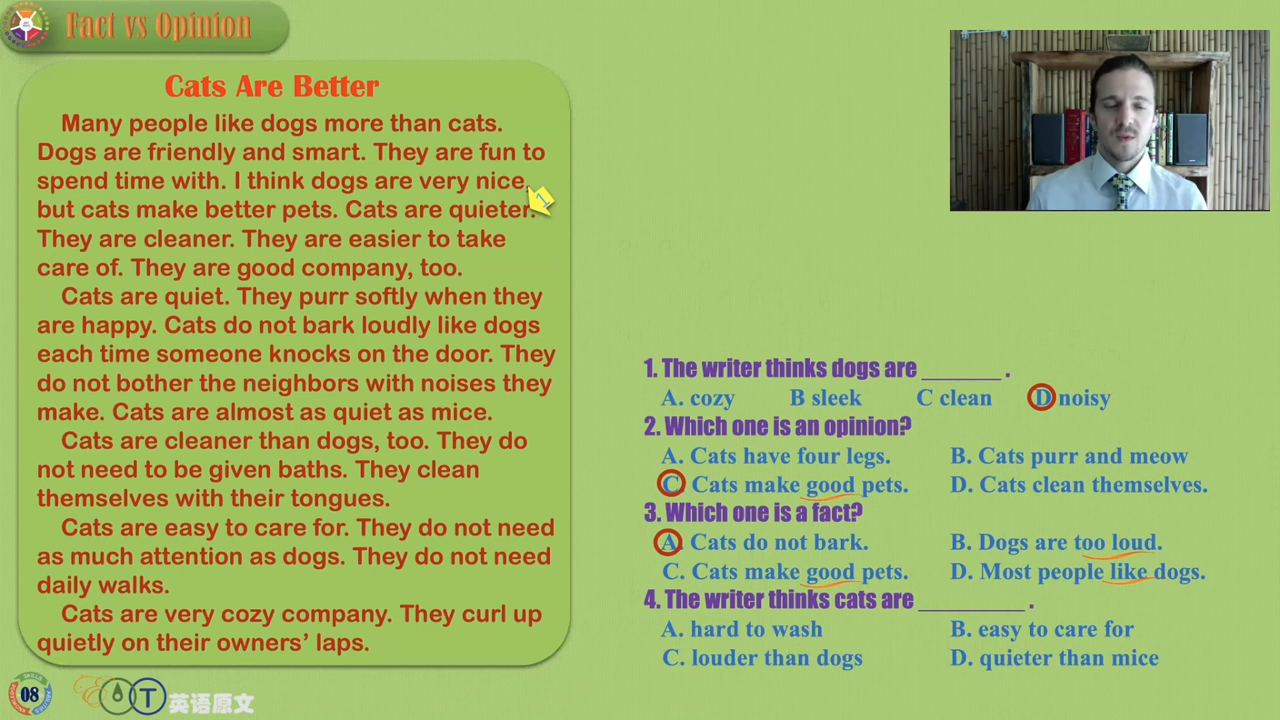 Fact vs Opinion
Cats Are Better
Many people like dogs more than cats.
Dogs are friendly and smart. They are fun to
spend time with. I think dogs are very nice,
but cats make better pets. Cats are quieter.
They are cleaner. They are easier to take
care of. They are good company, too.
Cats are quiet. They purr softly when they
are happy. Cats do not bark loudly like dogs
each time someone knocks on the door. They
do not bother the neighbors with noises they
make. Cats are almost as quiet as mice.
Cats are cleaner than dogs, too. They do
not need to be given baths. They clean
themselves with their tongues.
Cats are easy to care for. They do not need
as much attention as dogs. They do not need
daily walks.
Cats are very cozy company. They curl up
quietly on their owners’ laps.
1
1. The writer thinks dogs are ______ .
A. cozy B sleek C clean D noisy
2. Which one is an opinion?
A. Cats have four legs. B. Cats purr and meow
C. Cats make good pets. D. Cats clean themselves.
3. Which one is a fact?
A. Cats do not bark. B. Dogs are too loud.
C. Cats make good pets. D. Most people like dogs.
4. The writer thinks cats are ________ .
A. hard to wash B. easy to care for
C. louder than dogs D. quieter than mice
08
T 英语原文